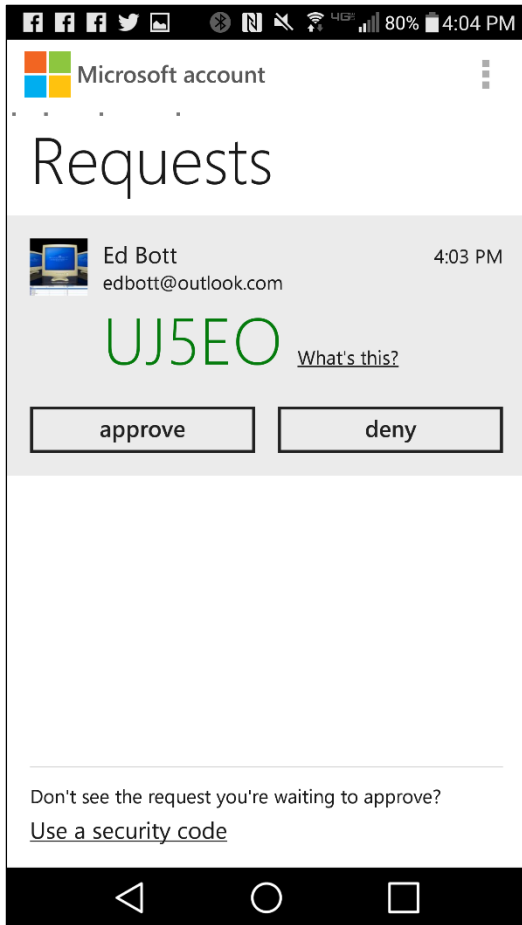 4G 80% 4:04 PM
Microsoft account
Requests
Ed Bott 4:03 PM
edbott@outlook.com
UJ5EO What's this?
approve deny
Don't see the request you're waiting to approve?
Use a security code